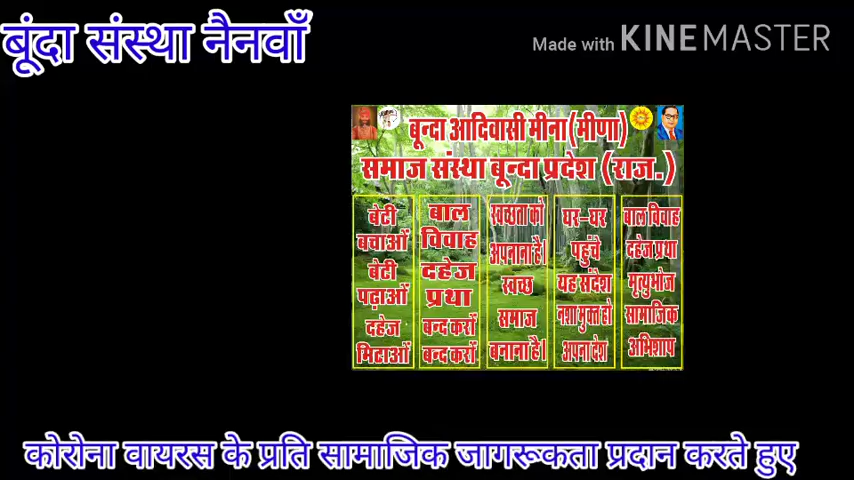 बूंदा संस्था नैनवाँ
Made with KINEMASTER
बून्दा आदिवासी मीना(मीणा)
समाज संस्था बून्दा प्रदेश (राज.)
बेटी
बचाओं
बेटी
पढ़ाओं
दहेज
मिटाओं
बाल
विवाह
दहेज
प्रथा
बन्द करों
बन्द करों
स्वच्छता को
अपनाना है।
स्वच्छ
समाज
बनाना है।
घर-घर
पहुंचे
यह संदेश
नशा मुक्त हो
अपना देश
बाल विवाह
दहेज प्रथा
मृत्युभोज
सामाजिक
अभिशाप
कोरोना वायरस के प्रति सामाजिक जागरूकता प्रदान करते हुए